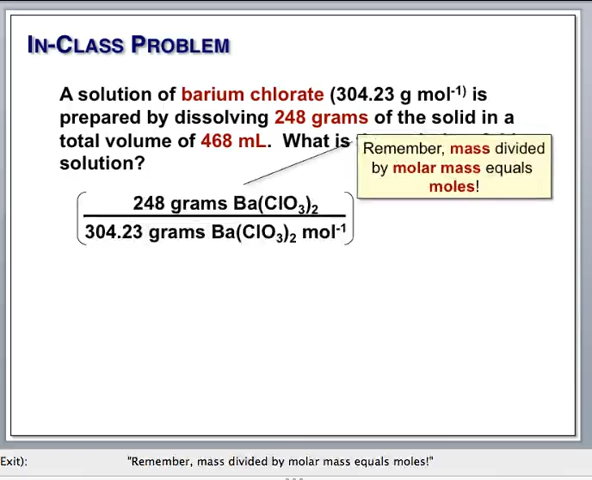 IN-CLASS PROBLEM
A solution of barium chlorate (304.23 g mol-1) is
prepared by dissolving 248 grams of the solid in a
total volume of 468 mL. What is
solution?
Remember, mass divided
by molar mass equals
moles!
248 grams Ba(ClO3)2
304.23 grams Ba(ClO3)2 mol-1
Exit): "Remember, mass divided by molar mass equals moles!"